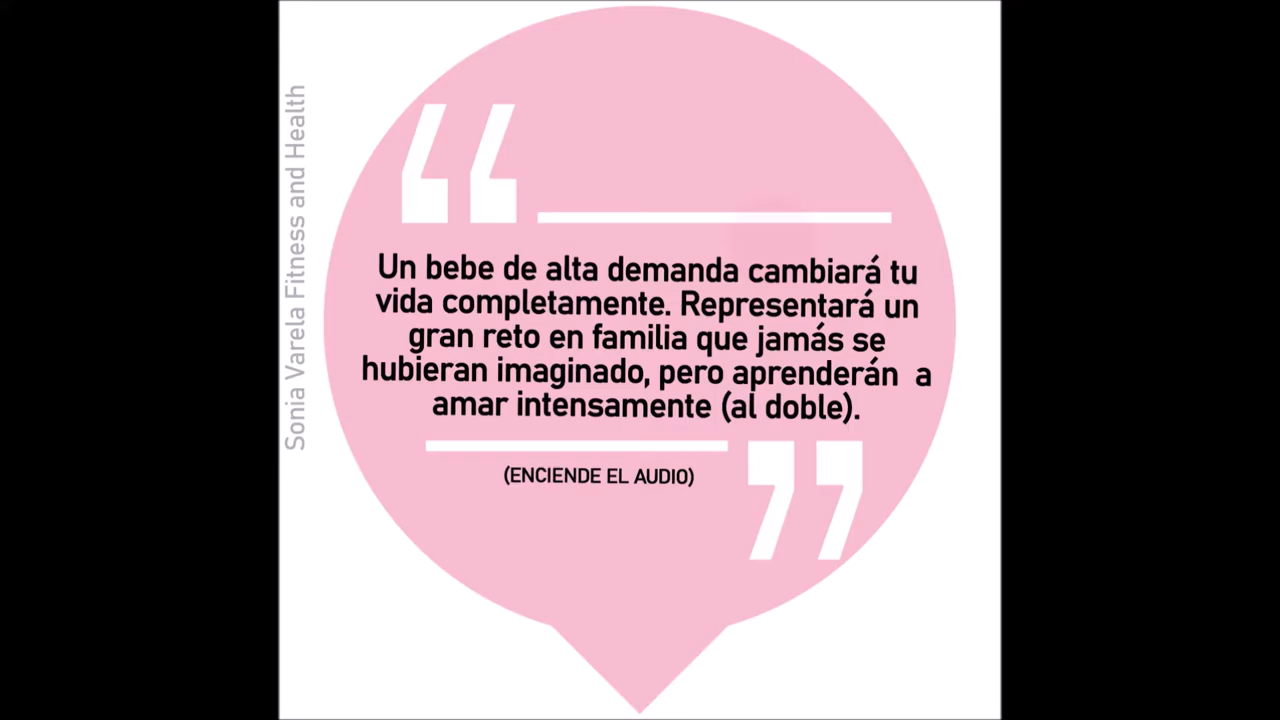 Sonia Varela Fitness and Health
Un bebe de alta demanda cambiará tu
vida completamente. Representará un
gran reto en familia que jamás se
hubieran imaginado, pero aprenderán a
amar intensamente (al doble).
(ENCIENDE EL AUDIO)